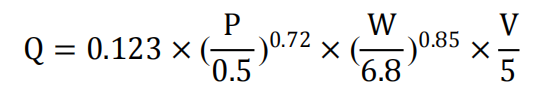 Q = 0.123 × (P/0.5)^0.72 × (W/6.8)^0.85 × V/5